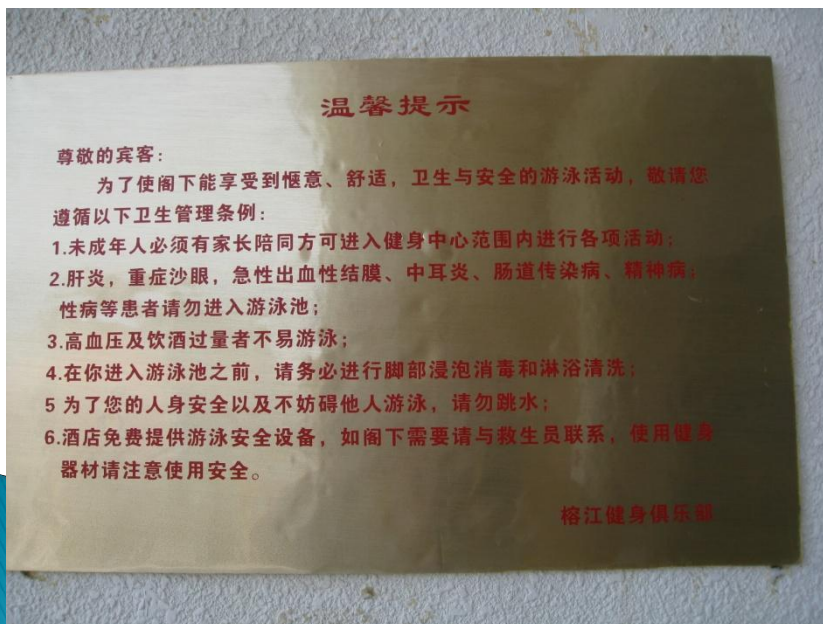 温馨提示
尊敬的宾客：
为了使阁下能享受到惬意、舒适，卫生与安全的游泳活动，敬请您
遵循以下卫生管理条例：
1.未成年人必须有家长陪同方可进入健身中心范围内进行各项活动；
2.肝炎，重症沙眼，急性出血性结膜、中耳炎、肠道传染病、精神病；
性病等患者请勿进入游泳池；
3.高血压及饮酒过量者不易游泳；
4.在你进入游泳池之前，请务必进行脚部浸泡消毒和淋浴清洗；
5 为了您的人身安全以及不妨碍他人游泳，请勿跳水；
6.酒店免费提供游泳安全设备，如阁下需要请与救生员联系，使用健身
器材请注意使用安全。
榕江健身俱乐部